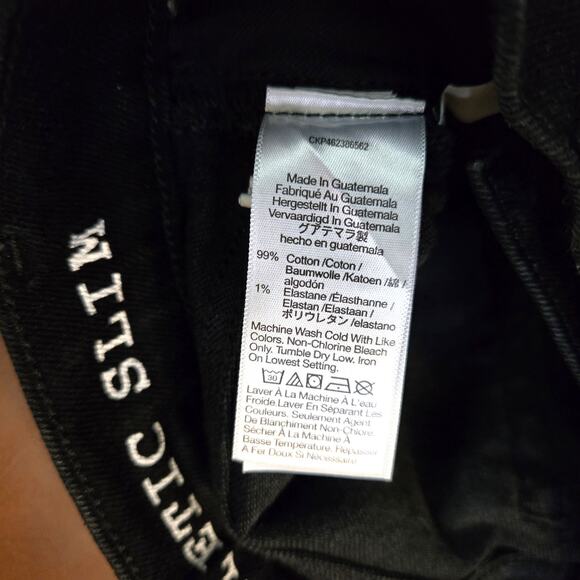 CKP462386562
Made In Guatemala
Fabriqué Au Guatemala
Hergestellt In Guatemala
Vervaardigd In Guatemala
グアテマラ製
hecho en guatemala
99% Cotton /Coton /
Baumwolle /Katoen /綿 /
algodón
1% Elastane /Élasthanne /
Elastan /Elastaan /
ポリウレタン /elastano
Machine Wash Cold With Like
Colors. Non-Chlorine Bleach
Only. Tumble Dry Low. Iron
On Lowest Setting.
30
Laver À La Machine À L'eau
Froide.Laver En Séparant Les
Couleurs. Seulement Agent
De Blanchiment Non-Chlore.
Sécher À La Machine À
Basse Température. Repasser
A Fer Doux Si Nécessaire
LETIC SLIM